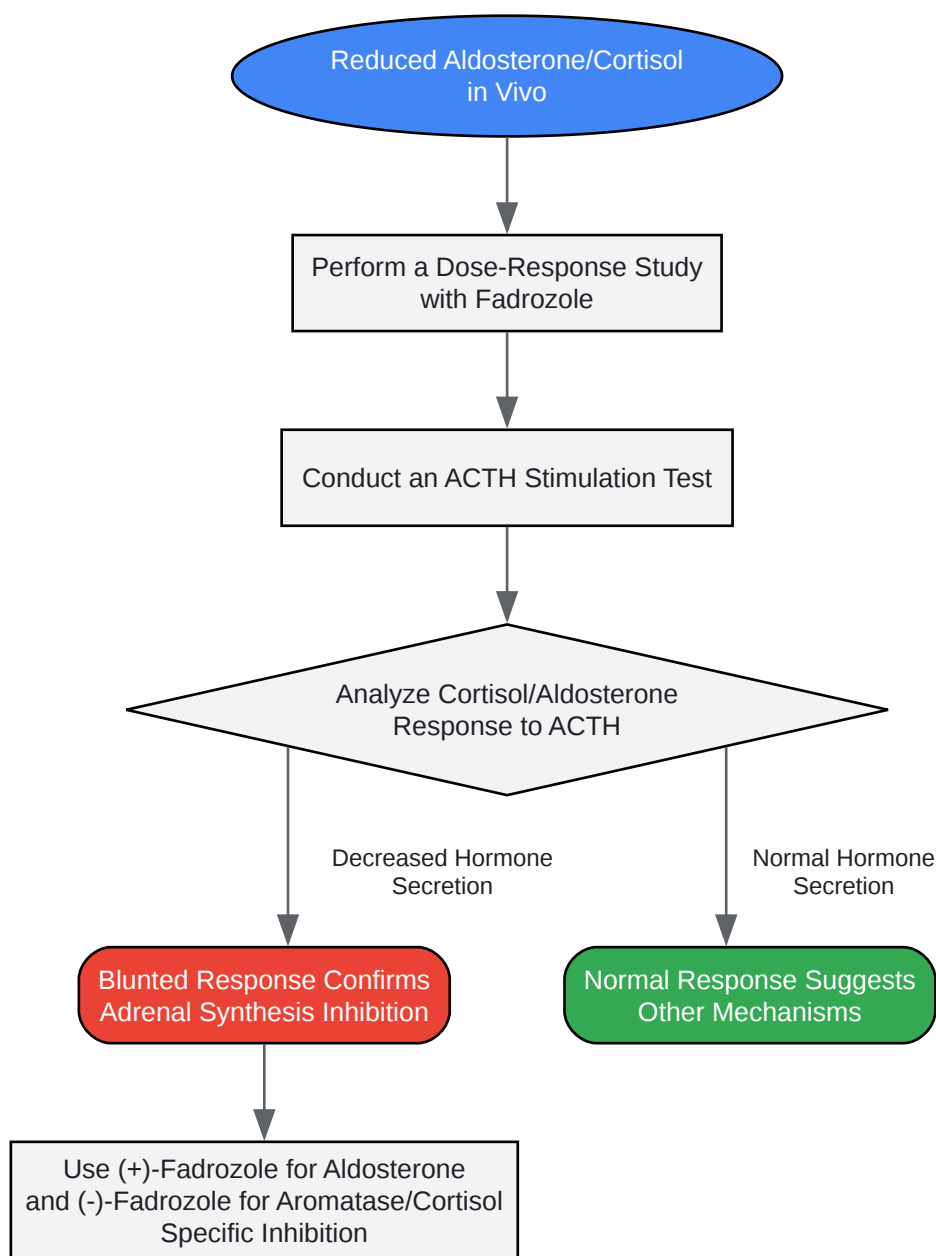 Reduced Aldosterone/Cortisol
in Vivo
Perform a Dose-Response Study
with Fadrozole
Conduct an ACTH Stimulation Test
Analyze Cortisol/Aldosterone
Response to ACTH
Decreased Hormone
Secretion
Normal Hormone
Secretion
Blunted Response Confirms
Adrenal Synthesis Inhibition
Normal Response Suggests
Other Mechanisms
Use (+)-Fadrozole for Aldosterone
and (-)-Fadrozole for Aromatase/Cortisol
Specific Inhibition